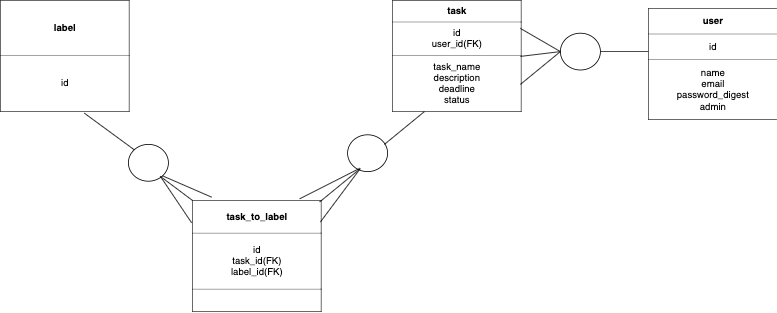 label
id
task
id
user_id(FK)
task_name
description
deadline
status
user
id
name
email
password_digest
admin
task_to_label
id
task_id(FK)
label_id(FK)